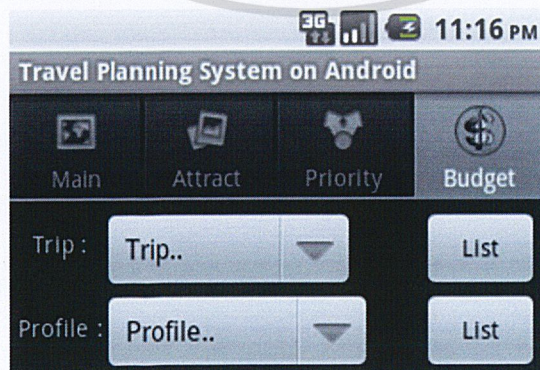 3G 11:16 PM
Travel Planning System on Android
Main Attract Priority Budget
Trip : Trip.. List
Profile : Profile.. List